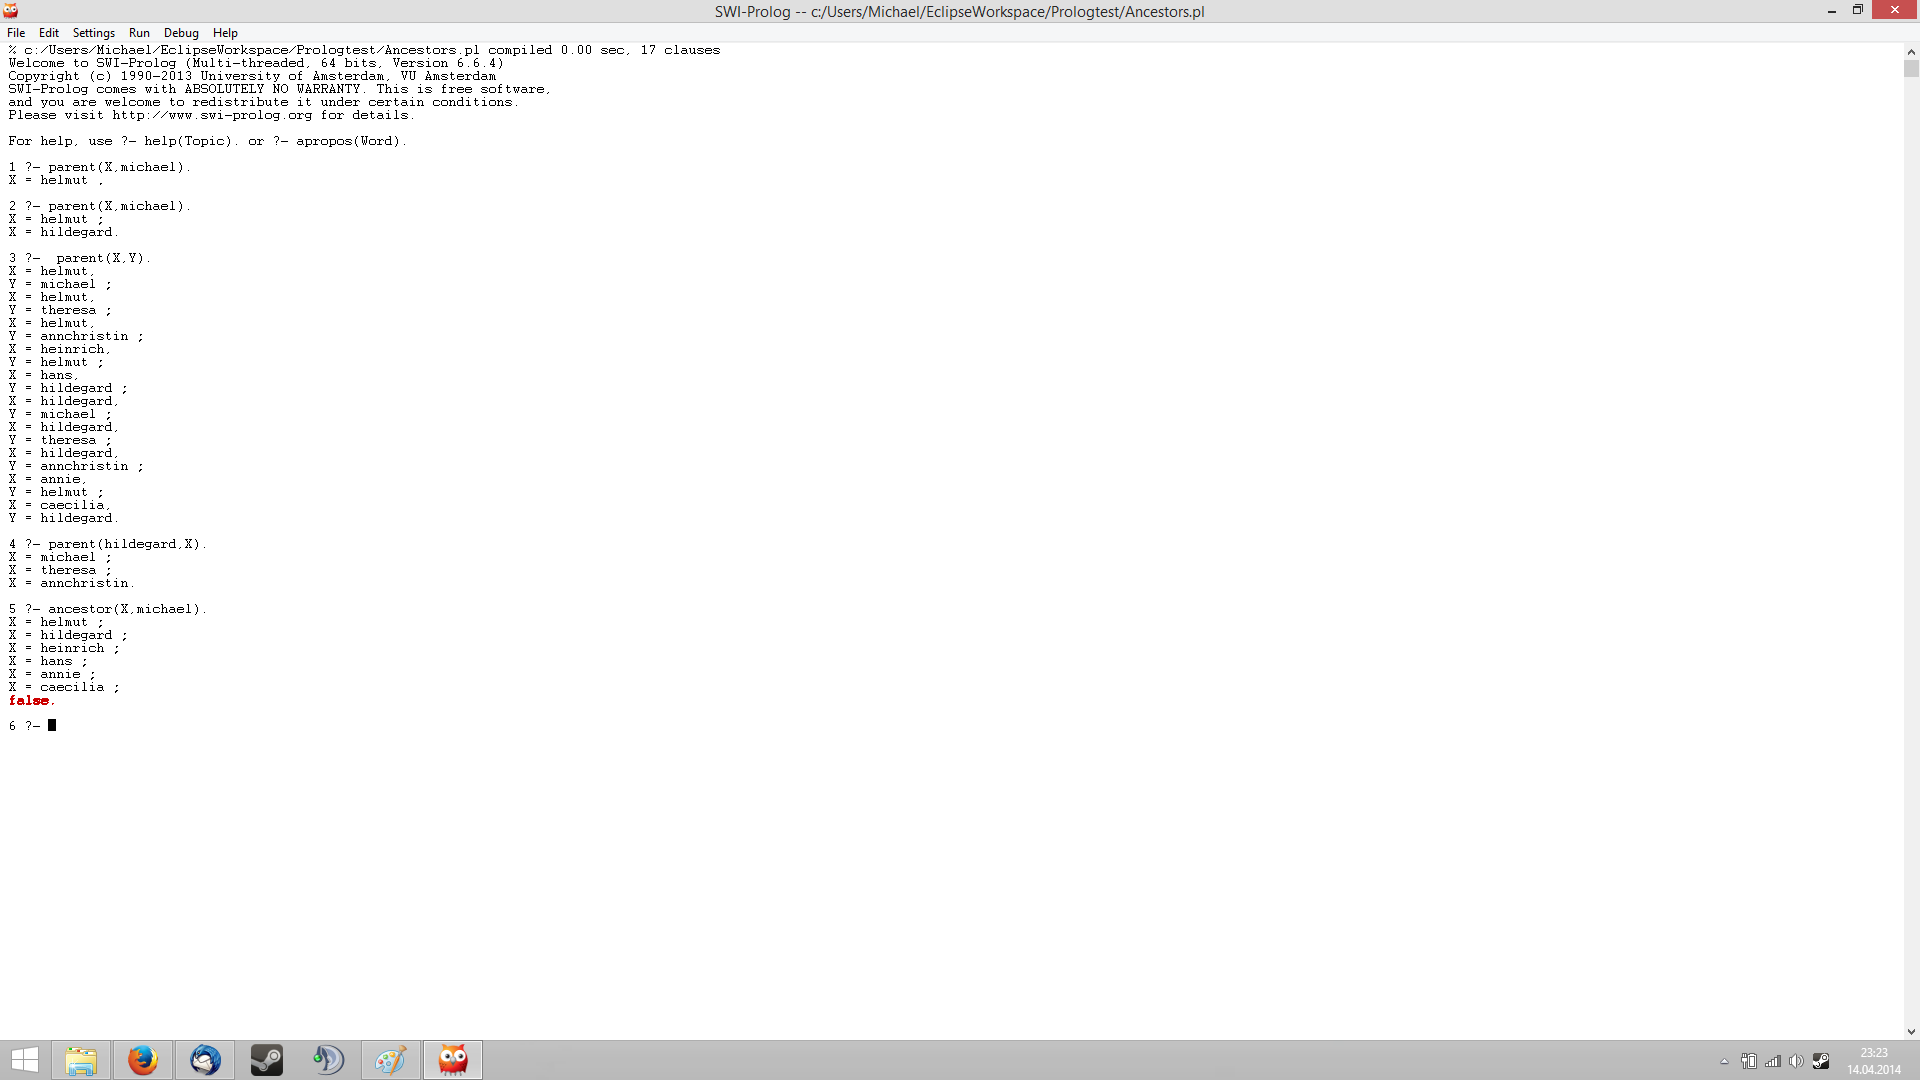 SWI-Prolog -- c:/Users/Michael/EclipseWorkspace/Prologtest/Ancestors.pl
File Edit Settings Run Debug Help
% c:/Users/Michael/EclipseWorkspace/Prologtest/Ancestors.pl compiled 0.00 sec, 17 clauses
Welcome to SWI-Prolog (Multi-threaded, 64 bits, Version 6.6.4)
Copyright (c) 1990-2013 University of Amsterdam, VU Amsterdam
SWI-Prolog comes with ABSOLUTELY NO WARRANTY. This is free software,
and you are welcome to redistribute it under certain conditions.
Please visit http://www.swi-prolog.org for details.
For help, use ?- help(Topic). or ?- apropos(Word).
1 ?- parent(X,michael).
X = helmut .
2 ?- parent(X,michael).
X = helmut ;
X = hildegard.
3 ?-  parent(X,Y).
X = helmut,
Y = michael ;
X = helmut,
Y = theresa ;
X = helmut,
Y = annchristin ;
X = heinrich,
Y = helmut ;
X = hans,
Y = hildegard ;
X = hildegard,
Y = michael ;
X = hildegard,
Y = theresa ;
X = hildegard,
Y = annchristin ;
X = annie,
Y = helmut ;
X = caecilia,
Y = hildegard.
4 ?- parent(hildegard,X).
X = michael ;
X = theresa ;
X = annchristin.
5 ?- ancestor(X,michael).
X = helmut ;
X = hildegard ;
X = heinrich ;
X = hans ;
X = annie ;
X = caecilia ;
false.
6 ?-
23:23
14.04.2014